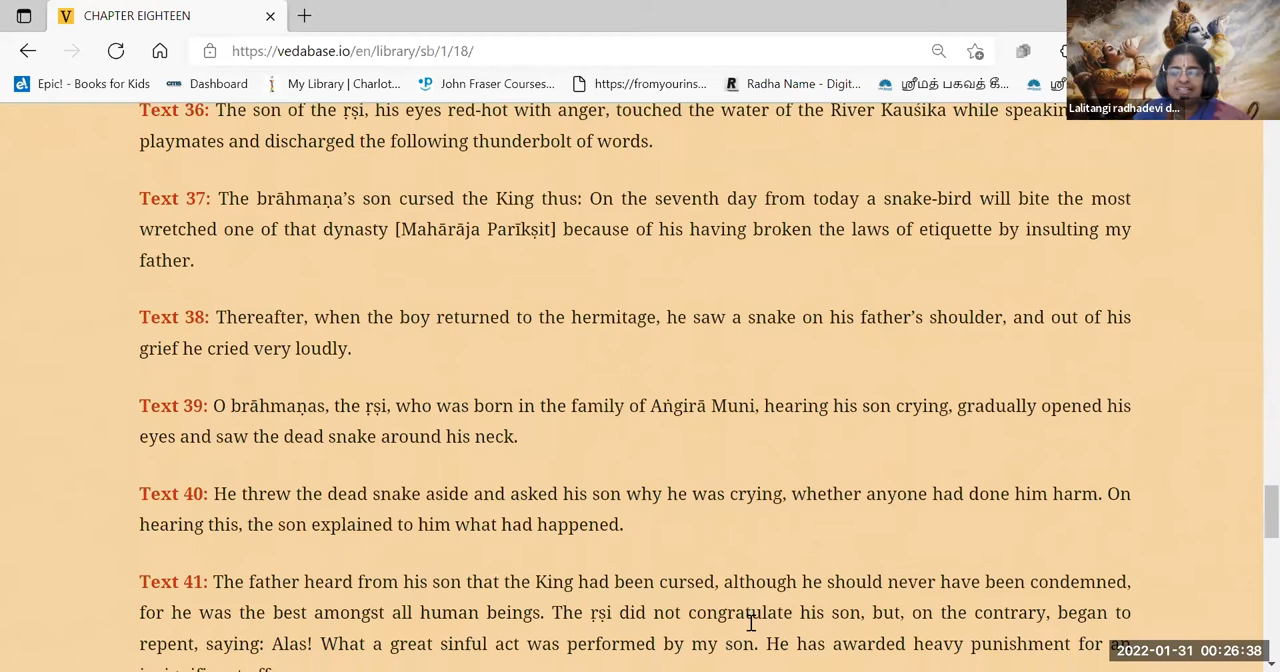 CHAPTER EIGHTEEN
https://vedabase.io/en/library/sb/1/18/
Epic! - Books for Kids
cms Dashboard
My Library | Charlot...
John Fraser Courses...
https://fromyourins...
Radha Name - Digit...
ஸ்ரீமத் பகவத் கீ...
ஸ்ரீ
Lalitangi radhadevi d...
Text 36: The son of the ṛṣi, his eyes red-hot with anger, touched the water of the River Kauśika while speaking
playmates and discharged the following thunderbolt of words.
Text 37: The brāhmaṇa’s son cursed the King thus: On the seventh day from today a snake-bird will bite the most
wretched one of that dynasty [Mahārāja Parīkṣit] because of his having broken the laws of etiquette by insulting my
father.
Text 38: Thereafter, when the boy returned to the hermitage, he saw a snake on his father’s shoulder, and out of his
grief he cried very loudly.
Text 39: O brāhmaṇas, the ṛṣi, who was born in the family of Aṅgirā Muni, hearing his son crying, gradually opened his
eyes and saw the dead snake around his neck.
Text 40: He threw the dead snake aside and asked his son why he was crying, whether anyone had done him harm. On
hearing this, the son explained to him what had happened.
Text 41: The father heard from his son that the King had been cursed, although he should never have been condemned,
for he was the best amongst all human beings. The ṛṣi did not congratulate his son, but, on the contrary, began to
repent, saying: Alas! What a great sinful act was performed by my son. He has awarded heavy punishment for an
2022-01-31 00:26:38